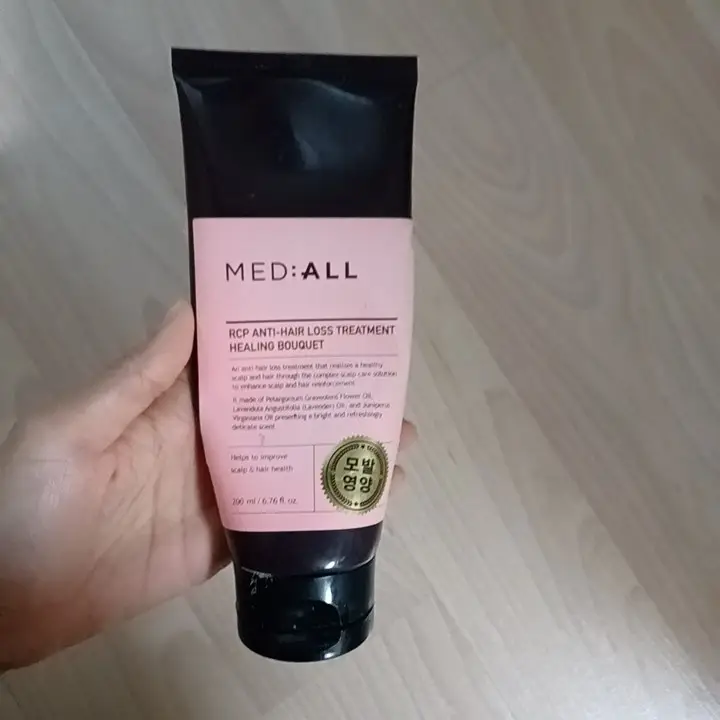 MED:ALL
RCP ANTI-HAIR LOSS TREATMENT
HEALING BOUQUET
An anti hair loss treatment that realizes a healthy
scalp and hair through the complex scalp care solution
to enhance scalp and hair reinforcement
It made of Pelargonium Graveolens Flower Oil,
Lavandula Angustifolia (Lavender) Oil, and Juniperus
Virginiana Oil presenting a bright and refreshingly
delicate scent
Helps to improve
scalp & hair health
모발
영양
200 ml / 6.76 fl. oz.